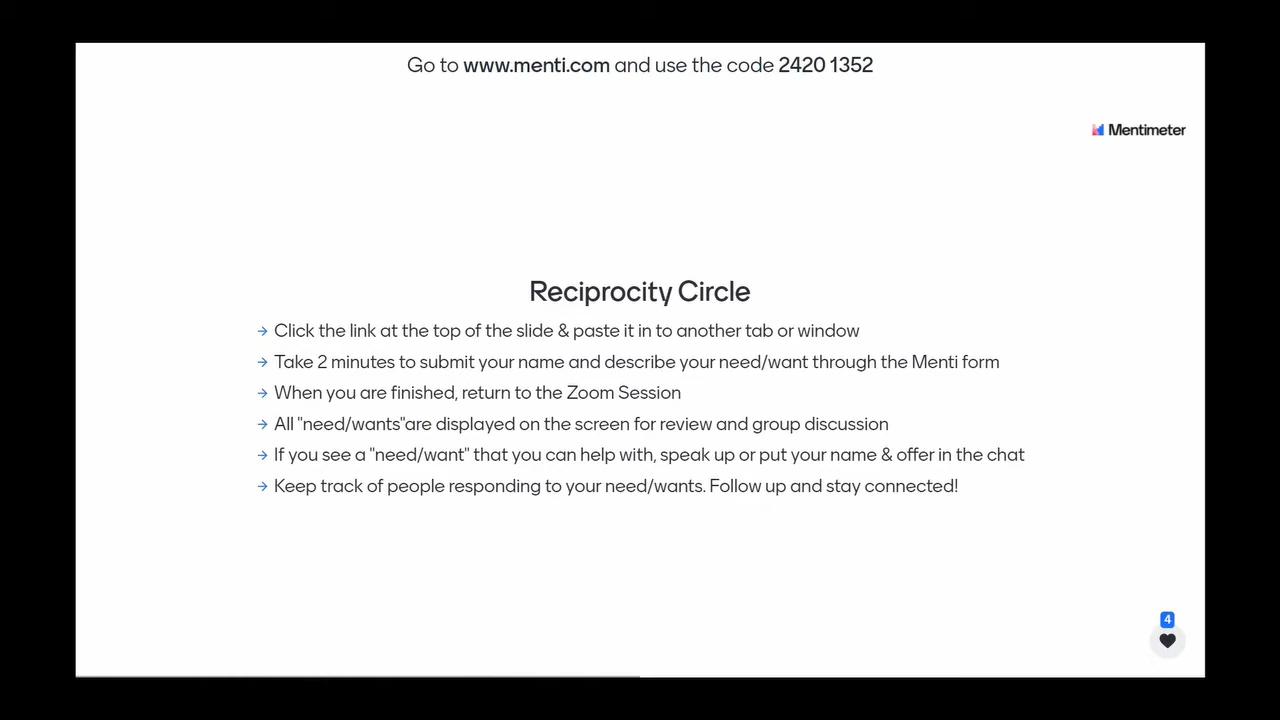 Go to www.menti.com and use the code 2420 1352
Mentimeter
Reciprocity Circle
→ Click the link at the top of the slide & paste it in to another tab or window
→ Take 2 minutes to submit your name and describe your need/want through the Menti form
→ When you are finished, return to the Zoom Session
→ All "need/wants"are displayed on the screen for review and group discussion
→ If you see a "need/want" that you can help with, speak up or put your name & offer in the chat
→ Keep track of people responding to your need/wants. Follow up and stay connected!
4